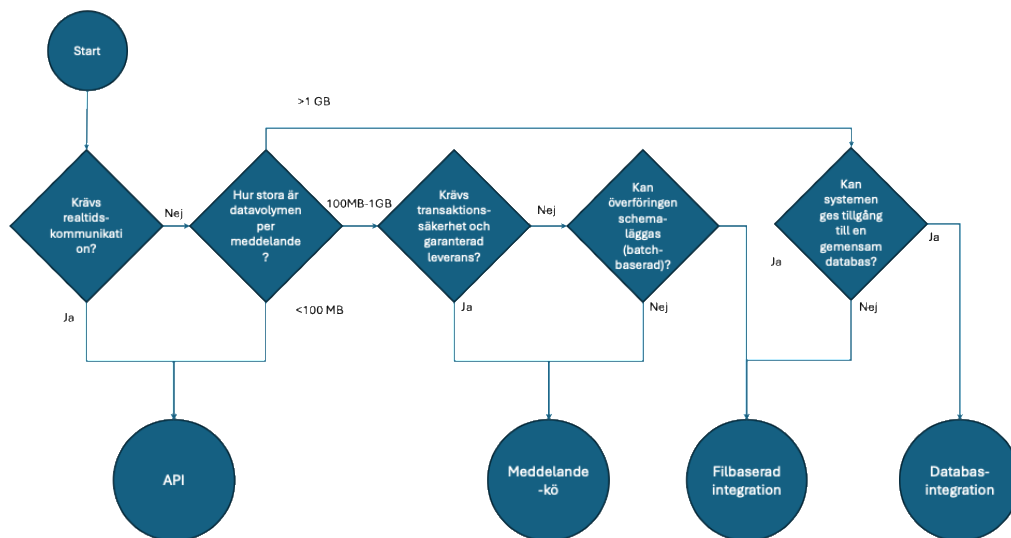 Start
>1 GB
Krävs
realtids-
kommunikati
on?
Nej
Hur stora är
datavolymen
per
meddelande
?
100MB-1GB
Krävs
transaktions-
säkerhet och
garanterad
leverans?
Nej
Kan
överföringen
schema-
läggas
(batch-
baserad)?
Ja
Kan
systemen
ges tillgång
till en
gemensam
databas?
Ja
Ja
<100 MB
Ja
Nej
Nej
API
Meddelande
-kö
Filbaserad
integration
Databas-
integration